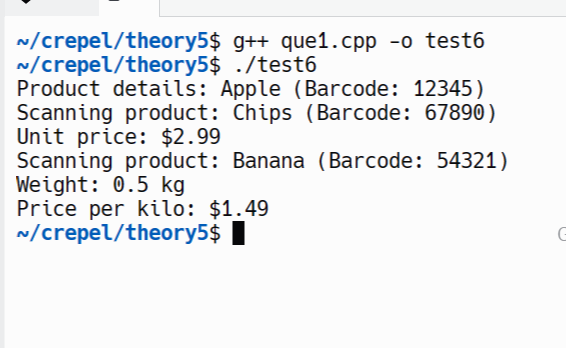 ~/crepel/theory5$ g++ que1.cpp -o test6
~/crepel/theory5$ ./test6
Product details: Apple (Barcode: 12345)
Scanning product: Chips (Barcode: 67890)
Unit price: $2.99
Scanning product: Banana (Barcode: 54321)
Weight: 0.5 kg
Price per kilo: $1.49
~/crepel/theory5$